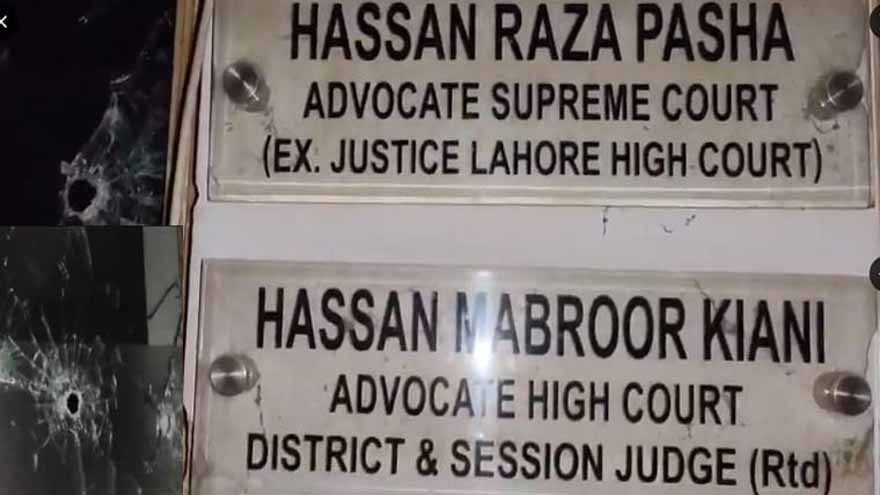 HASSAN RAZA PASHA
ADVOCATE SUPREME COURT
(EX. JUSTICE LAHORE HIGH COURT)
HASSAN MABROOR KIANI
ADVOCATE HIGH COURT
DISTRICT & SESSION JUDGE (Rtd)